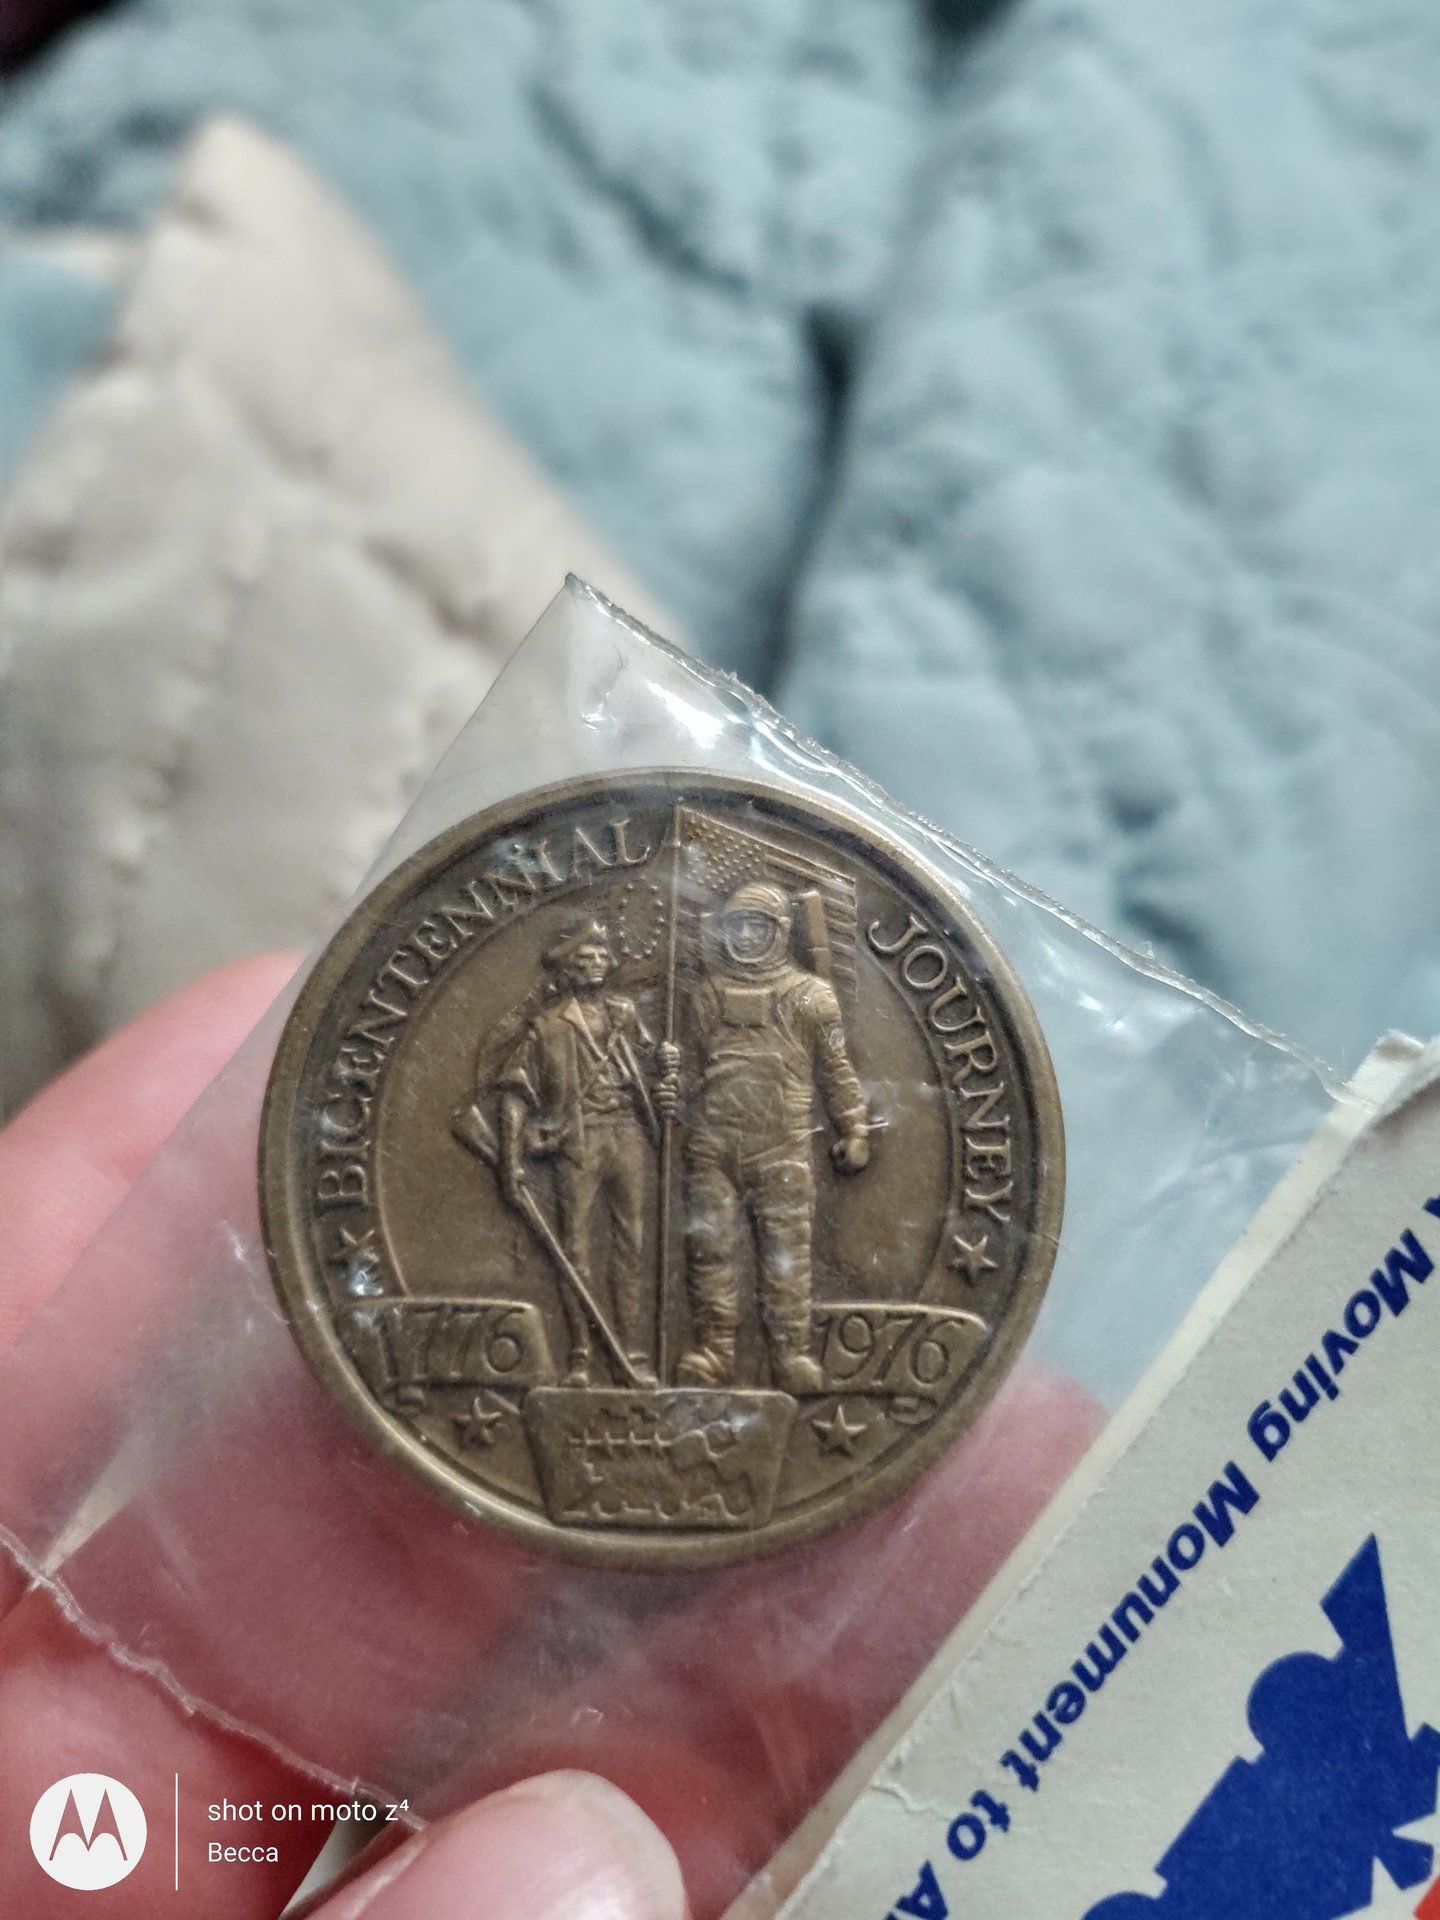 BICENTENNIAL JOURNEY
1776 1976
Moving Monument to
shot on moto z⁴
Becca